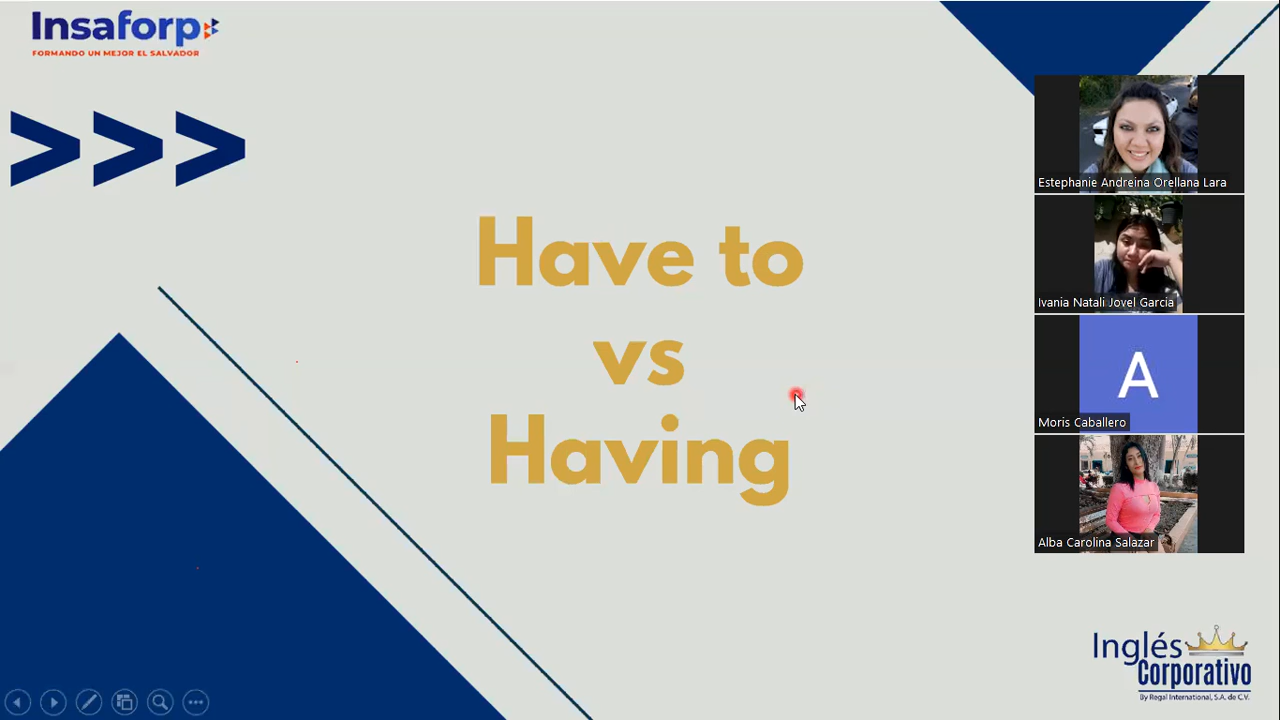 Insaforp
FORMANDO UN MEJOR EL SALVADOR
>>>
Have to
vs
Having
Estephanie Andreina Orellana Lara
Ivania Natali Jovel García
A
Moris Caballero
Alba Carolina Salazar
Inglés
Corporativo
By Regal International, S.A. de C.V.